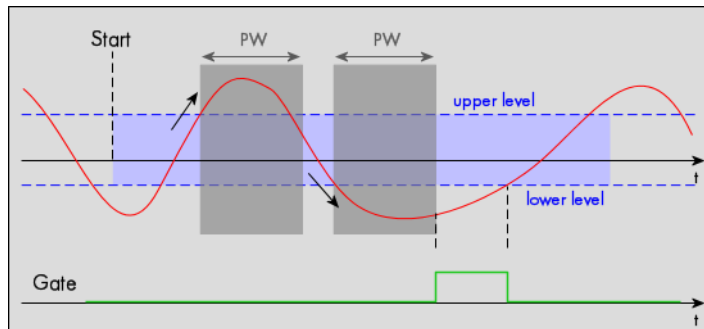 Start
PW
PW
upper level
t
lower level
Gate
t